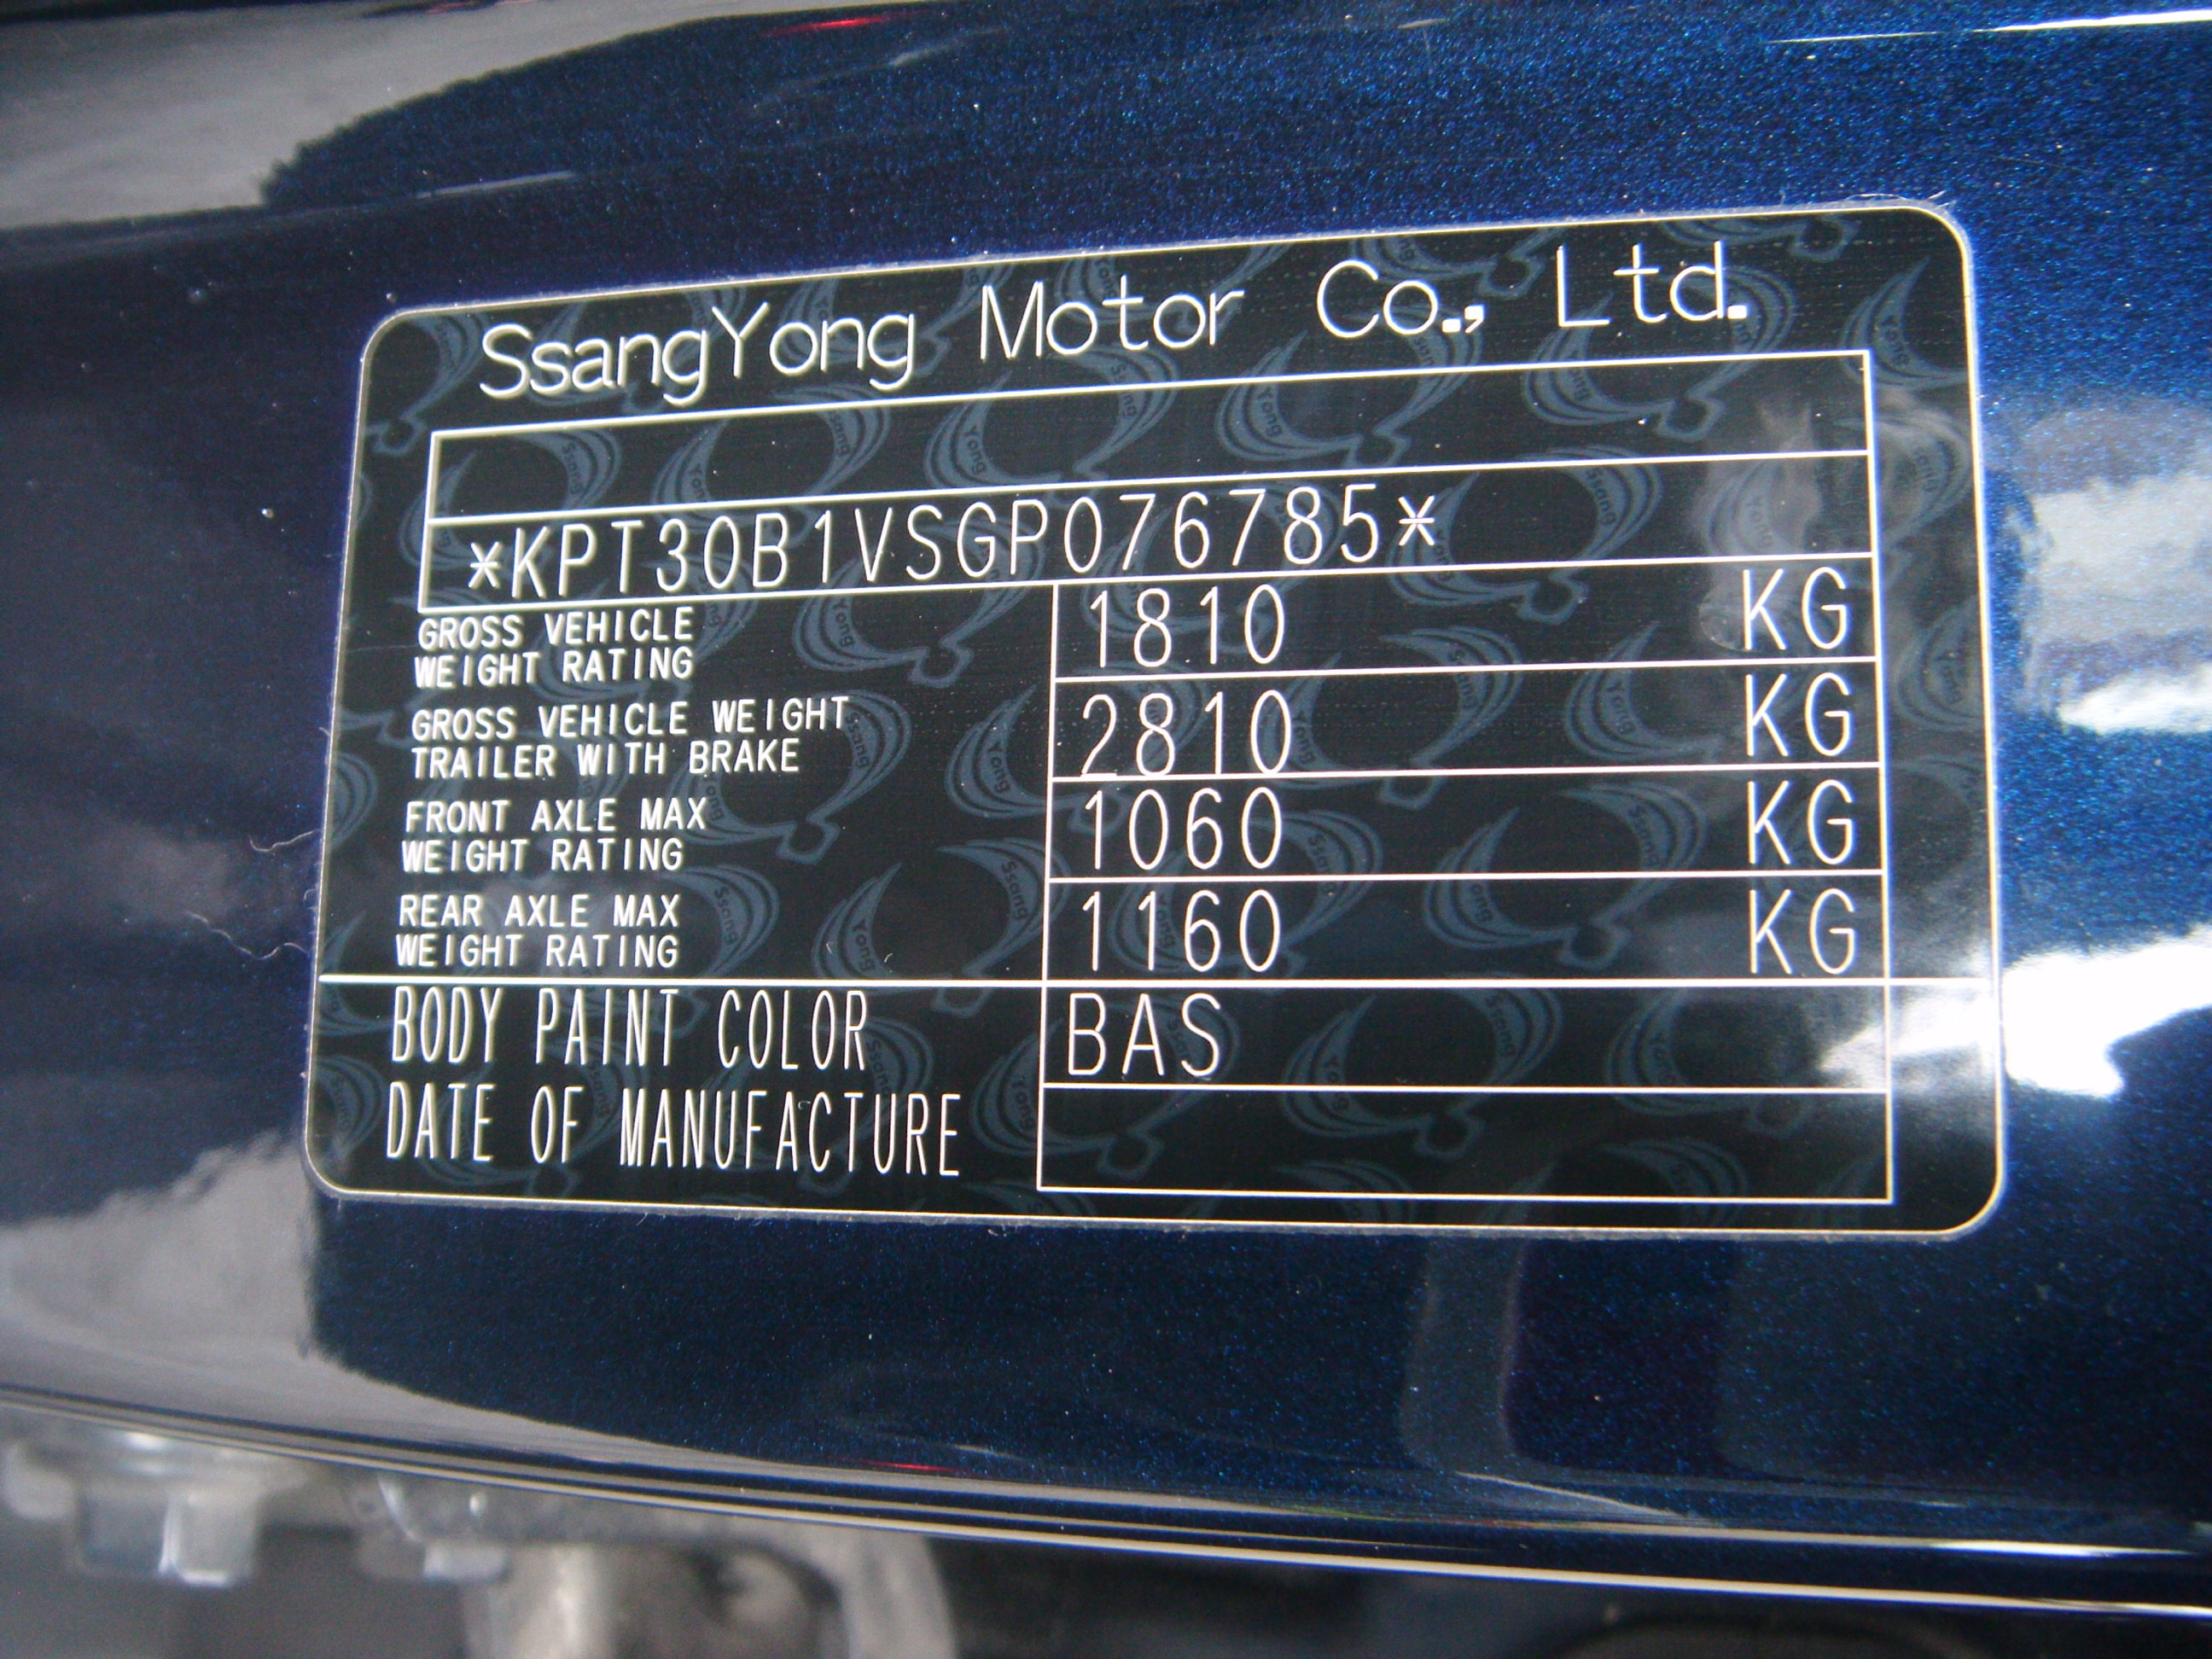 SsangYong Motor Co., Ltd.
*KPT30B1VSGP076785*
GROSS VEHICLE
WEIGHT RATING
1810 KG
GROSS VEHICLE WEIGHT
TRAILER WITH BRAKE
2810 KG
FRONT AXLE MAX
WEIGHT RATING
1060 KG
REAR AXLE MAX
WEIGHT RATING
1160 KG
BODY PAINT COLOR
BAS
DATE OF MANUFACTURE